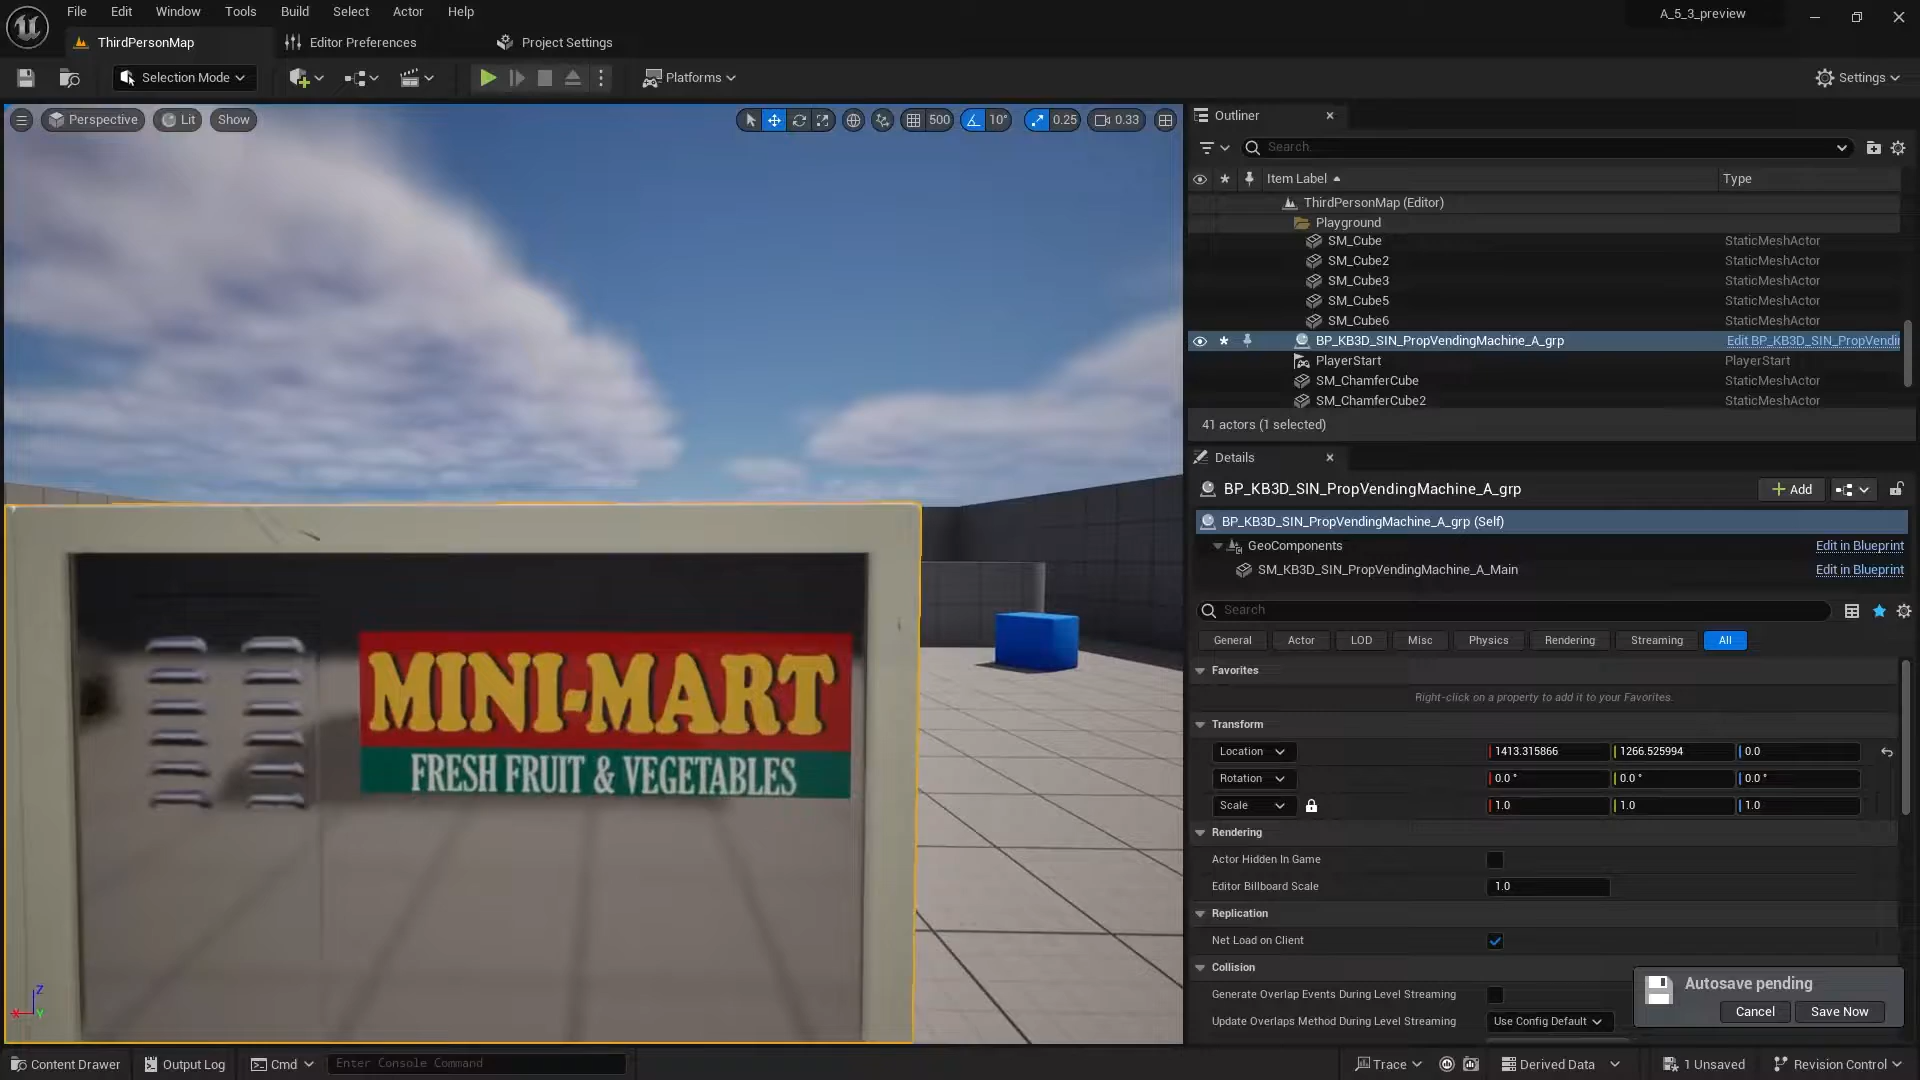 File Edit Window Tools Build Select Actor Help
A_5_3_preview
ThirdPersonMap
Editor Preferences
Project Settings
Selection Mode
Platforms
Settings
Perspective
Lit
Show
500
10°
0.25
0.33
MINI-MART
FRESH FRUIT & VEGETABLES
Z
X
Y
Outliner
Search...
Item Label
Type
ThirdPersonMap (Editor)
Playground
SM_Cube StaticMeshActor
SM_Cube2 StaticMeshActor
SM_Cube3 StaticMeshActor
SM_Cube5 StaticMeshActor
SM_Cube6 StaticMeshActor
BP_KB3D_SIN_PropVendingMachine_A_grp Edit BP_KB3D_SIN_PropVendin
PlayerStart PlayerStart
SM_ChamferCube StaticMeshActor
SM_ChamferCube2 StaticMeshActor
41 actors (1 selected)
Details
BP_KB3D_SIN_PropVendingMachine_A_grp
Add
BP_KB3D_SIN_PropVendingMachine_A_grp (Self)
GeoComponents Edit in Blueprint
SM_KB3D_SIN_PropVendingMachine_A_Main Edit in Blueprint
Search
General Actor LOD Misc Physics Rendering Streaming All
Favorites
Right-click on a property to add it to your Favorites.
Transform
Location 1413.315866 1266.525994 0.0
Rotation 0.0 ° 0.0 ° 0.0 °
Scale 1.0 1.0 1.0
Rendering
Actor Hidden In Game
Editor Billboard Scale 1.0
Replication
Net Load on Client
Collision
Generate Overlap Events During Level Streaming
Update Overlaps Method During Level Streaming Use Config Default
Autosave pending
Cancel Save Now
Content Drawer
Output Log
Cmd
Enter Console Command
Trace
Derived Data
1 Unsaved
Revision Control